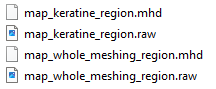 map_keratine_region.mhd
map_keratine_region.raw
map_whole_meshing_region.mhd
map_whole_meshing_region.raw